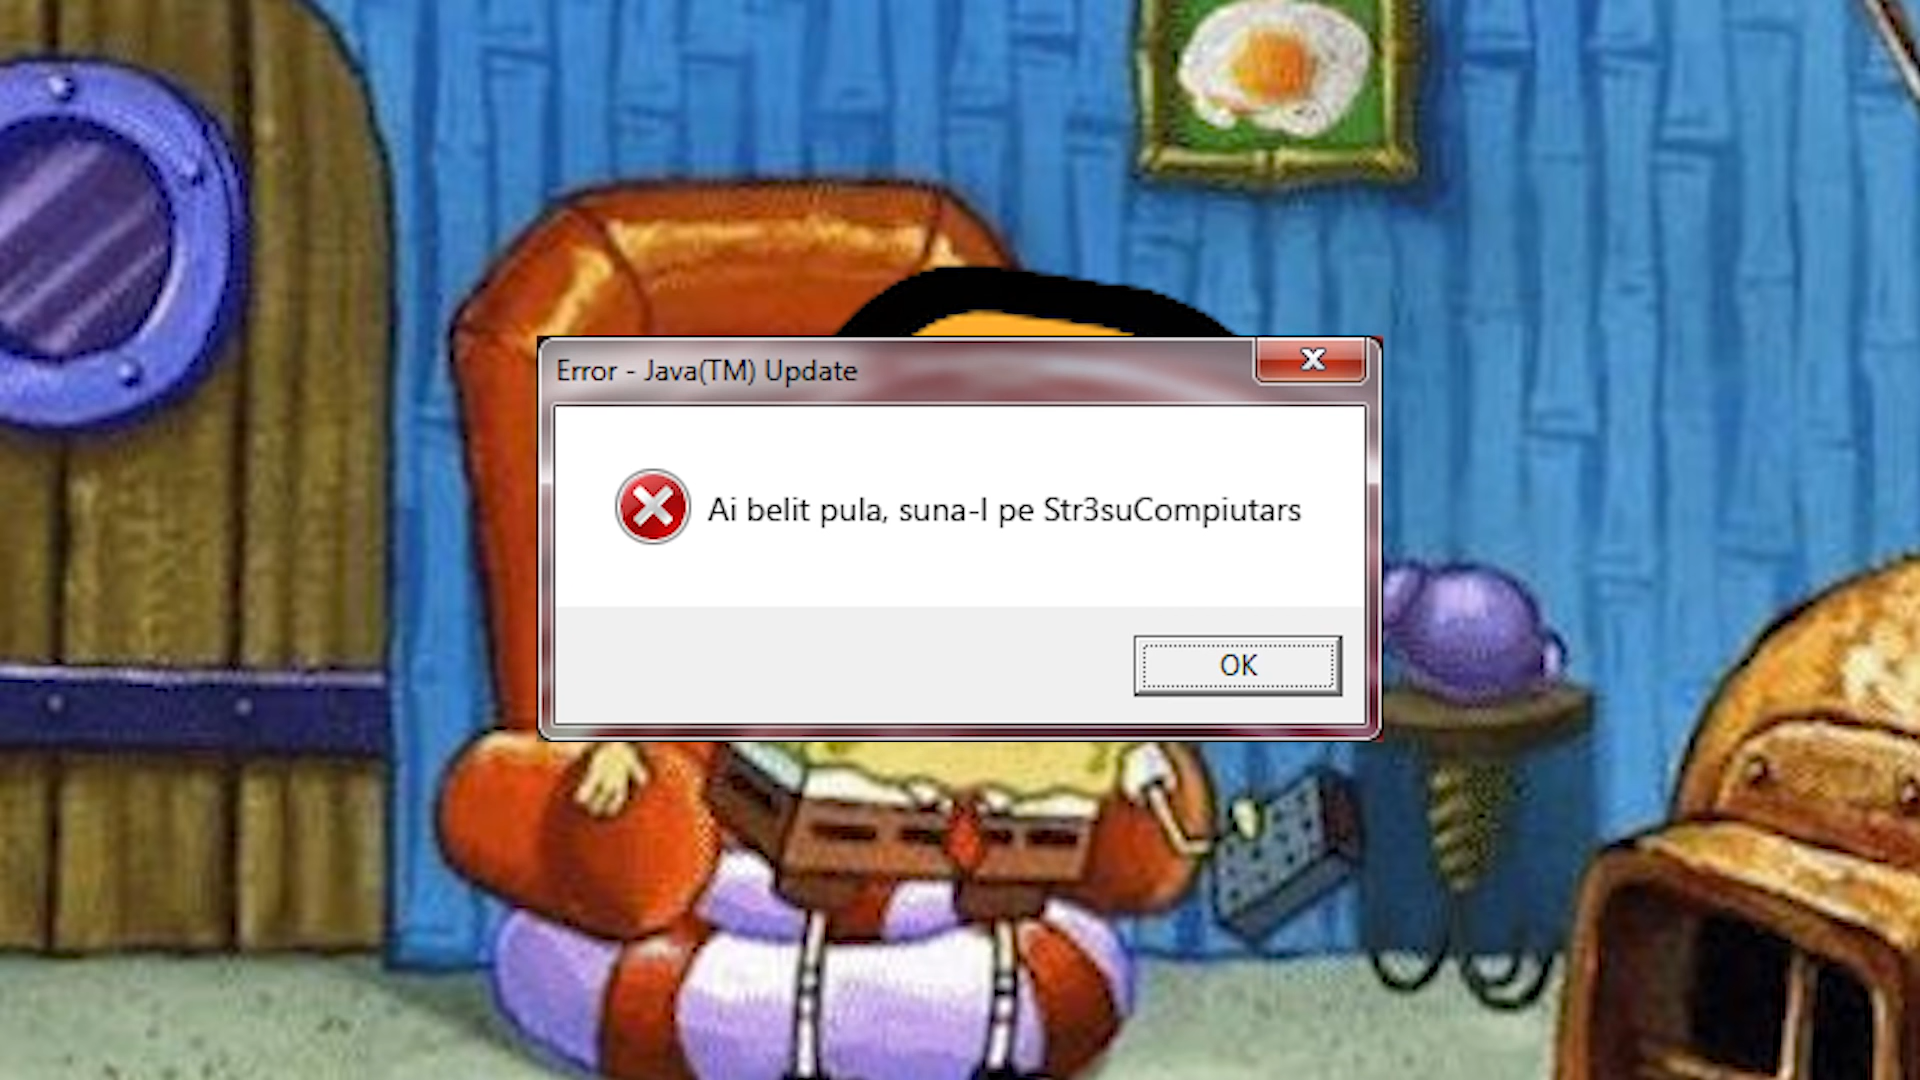 Error - Java(TM) Update
Ai belit pula, suna-l pe Str3suCompiutars
OK